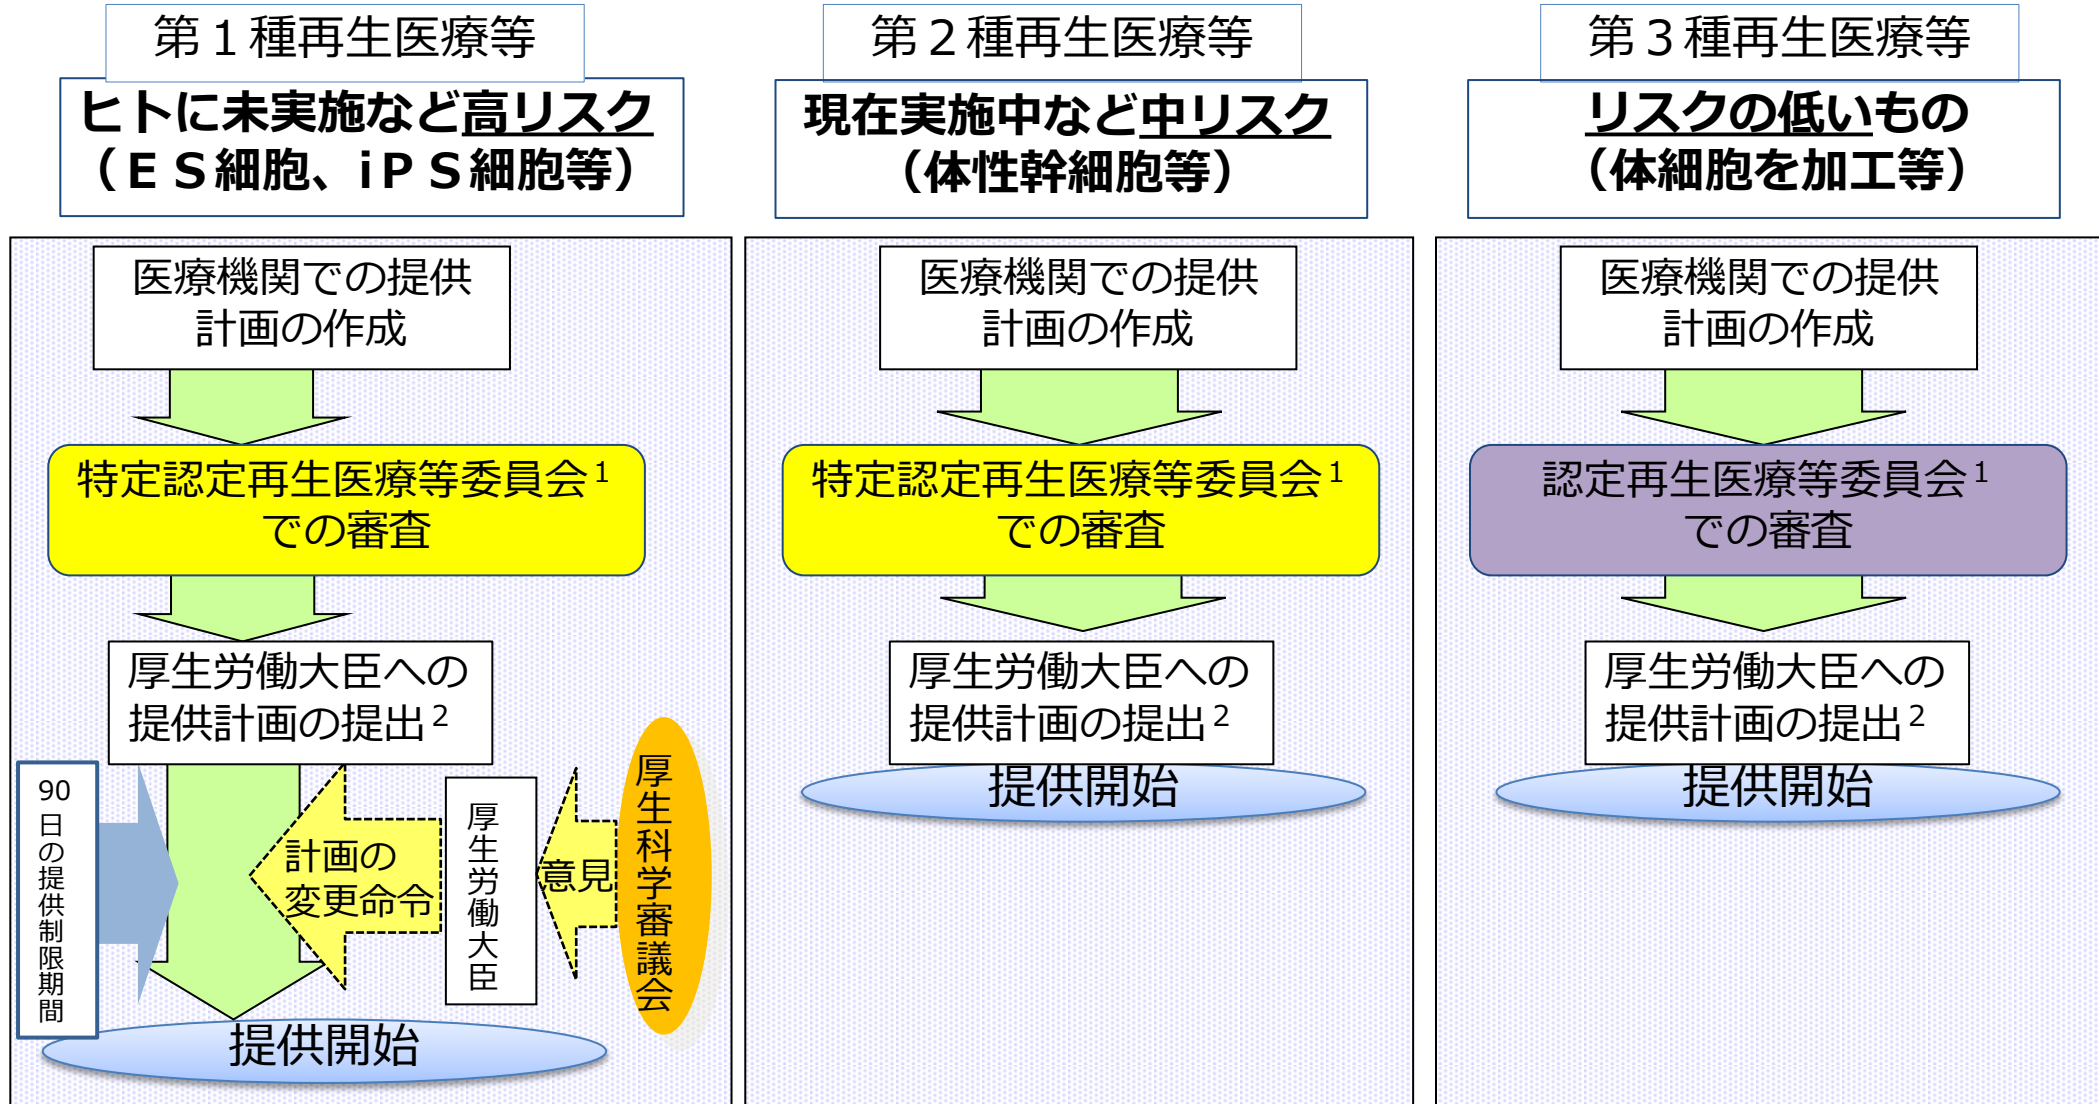 第１種再生医療等
ヒトに未実施など高リスク
（ＥＳ細胞、iＰＳ細胞等）
医療機関での提供
計画の作成
特定認定再生医療等委員会1
での審査
厚生労働大臣への
提供計画の提出2
90日の提供制限期間
計画の
変更命令
厚生労働大臣
意見
厚生科学審議会
提供開始
第２種再生医療等
現在実施中など中リスク
（体性幹細胞等）
医療機関での提供
計画の作成
特定認定再生医療等委員会1
での審査
厚生労働大臣への
提供計画の提出2
提供開始
第３種再生医療等
リスクの低いもの
（体細胞を加工等）
医療機関での提供
計画の作成
認定再生医療等委員会1
での審査
厚生労働大臣への
提供計画の提出2
提供開始